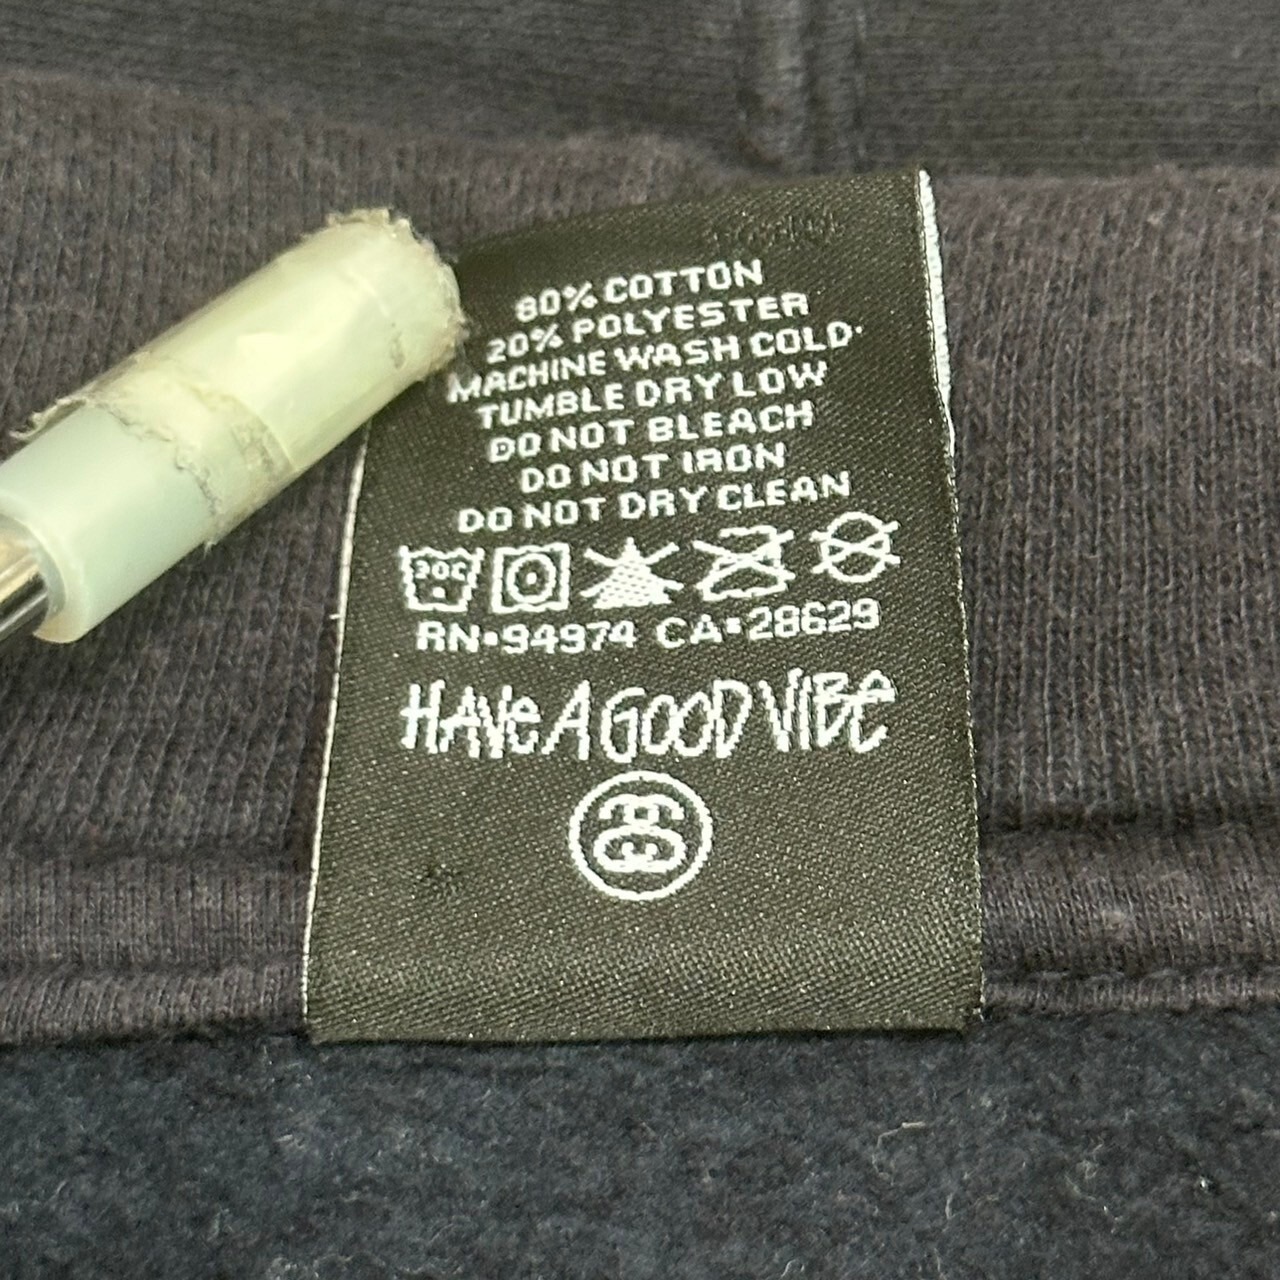 80% COTTON
20% POLYESTER
MACHINE WASH COLD
TUMBLE DRY LOW
DO NOT BLEACH
DO NOT IRON
DO NOT DRY CLEAN
30C
RN•94974 CA•28629
HAVe A GOOD VIBE